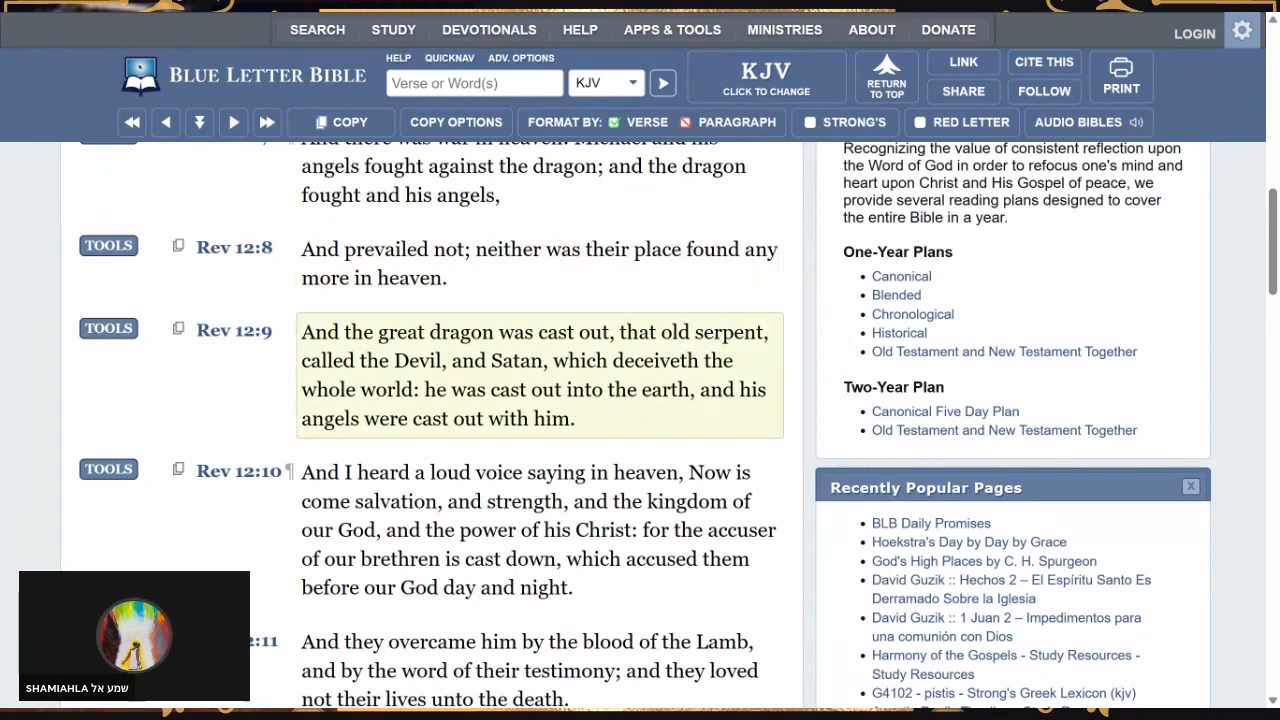 SEARCH STUDY DEVOTIONALS HELP APPS & TOOLS MINISTRIES ABOUT DONATE LOGIN
BLUE LETTER BIBLE
HELP QUICKNAV ADV. OPTIONS
Verse or Word(s) KJV
KJV
CLICK TO CHANGE
RETURN
TO TOP
LINK CITE THIS
SHARE FOLLOW
PRINT
COPY COPY OPTIONS FORMAT BY: VERSE PARAGRAPH STRONG'S RED LETTER AUDIO BIBLES
And there was war in heaven: Michael and his
angels fought against the dragon; and the dragon
fought and his angels,
TOOLS Rev 12:8 And prevailed not; neither was their place found any
more in heaven.
TOOLS Rev 12:9 And the great dragon was cast out, that old serpent,
called the Devil, and Satan, which deceiveth the
whole world: he was cast out into the earth, and his
angels were cast out with him.
TOOLS Rev 12:10 ¶ And I heard a loud voice saying in heaven, Now is
come salvation, and strength, and the kingdom of
our God, and the power of his Christ: for the accuser
of our brethren is cast down, which accused them
before our God day and night.
:11 And they overcame him by the blood of the Lamb,
and by the word of their testimony; and they loved
not their lives unto the death.
SHAMIAHLA שמע אל
Recognizing the value of consistent reflection upon
the Word of God in order to refocus one's mind and
heart upon Christ and His Gospel of peace, we
provide several reading plans designed to cover
the entire Bible in a year.
One-Year Plans
• Canonical
• Blended
• Chronological
• Historical
• Old Testament and New Testament Together
Two-Year Plan
• Canonical Five Day Plan
• Old Testament and New Testament Together
Recently Popular Pages X
• BLB Daily Promises
• Hoekstra's Day by Day by Grace
• God's High Places by C. H. Spurgeon
• David Guzik :: Hechos 2 – El Espíritu Santo Es
Derramado Sobre la Iglesia
• David Guzik :: 1 Juan 2 – Impedimentos para
una comunión con Dios
• Harmony of the Gospels - Study Resources -
Study Resources
• G4102 - pistis - Strong's Greek Lexicon (kjv)